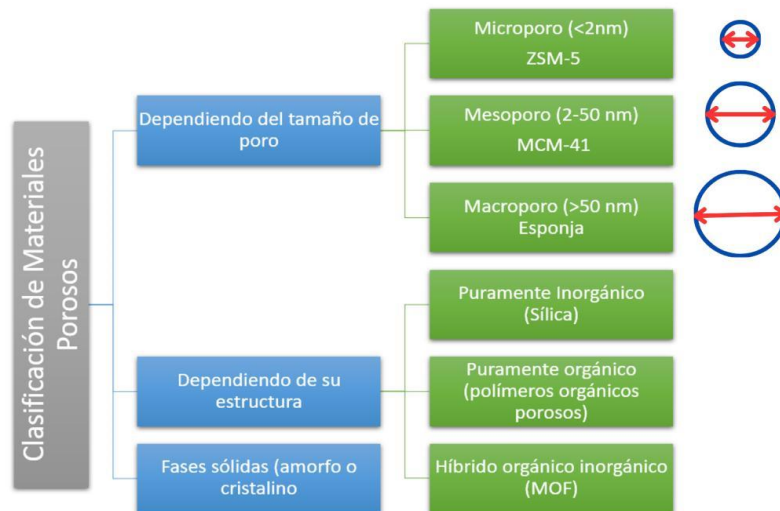 Clasificación de Materiales
Porosos
Dependiendo del tamaño de
poro
Microporo (<2nm)
ZSM-5
Mesoporo (2-50 nm)
MCM-41
Macroporo (>50 nm)
Esponja
Dependiendo de su
estructura
Puramente Inorgánico
(Sílica)
Puramente orgánico
(polímeros orgánicos
porosos)
Híbrido orgánico inorgánico
(MOF)
Fases sólidas (amorfo o
cristalino